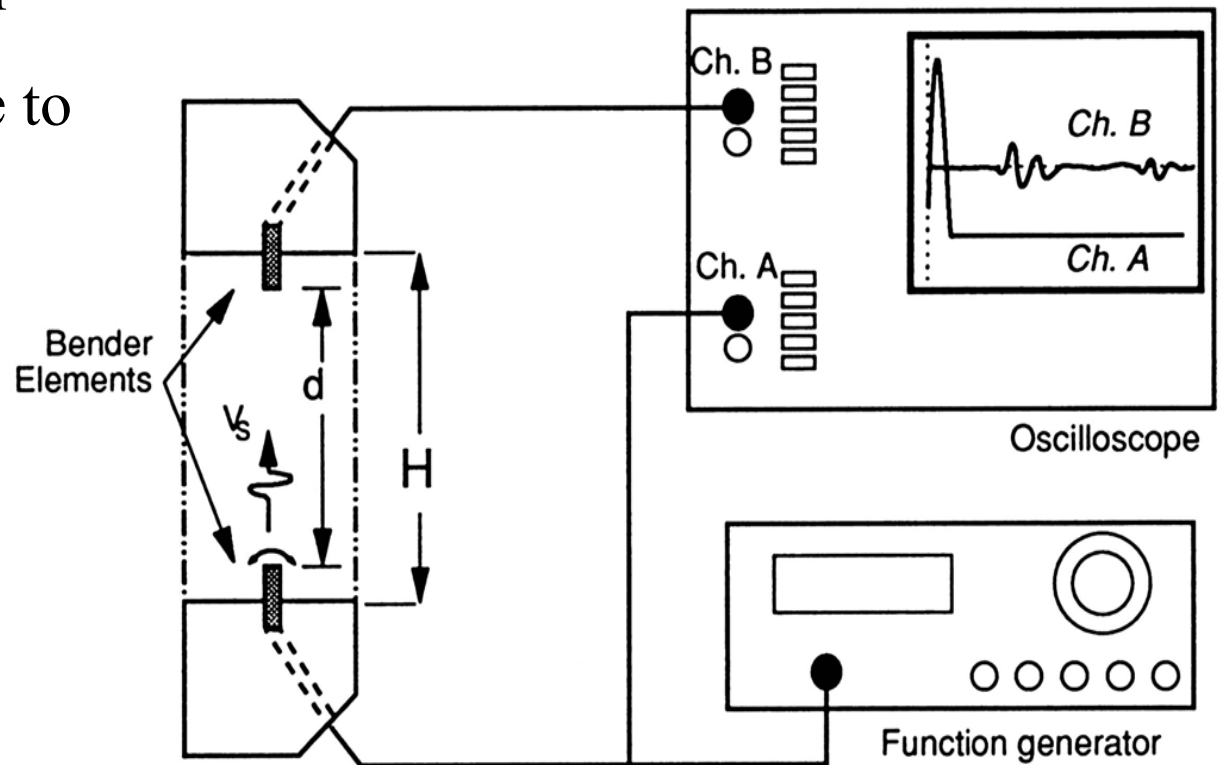 e to
Ch. B
Ch. B
Ch. A
Ch. A
Bender
Elements
d
Vs
H
Oscilloscope
Function generator